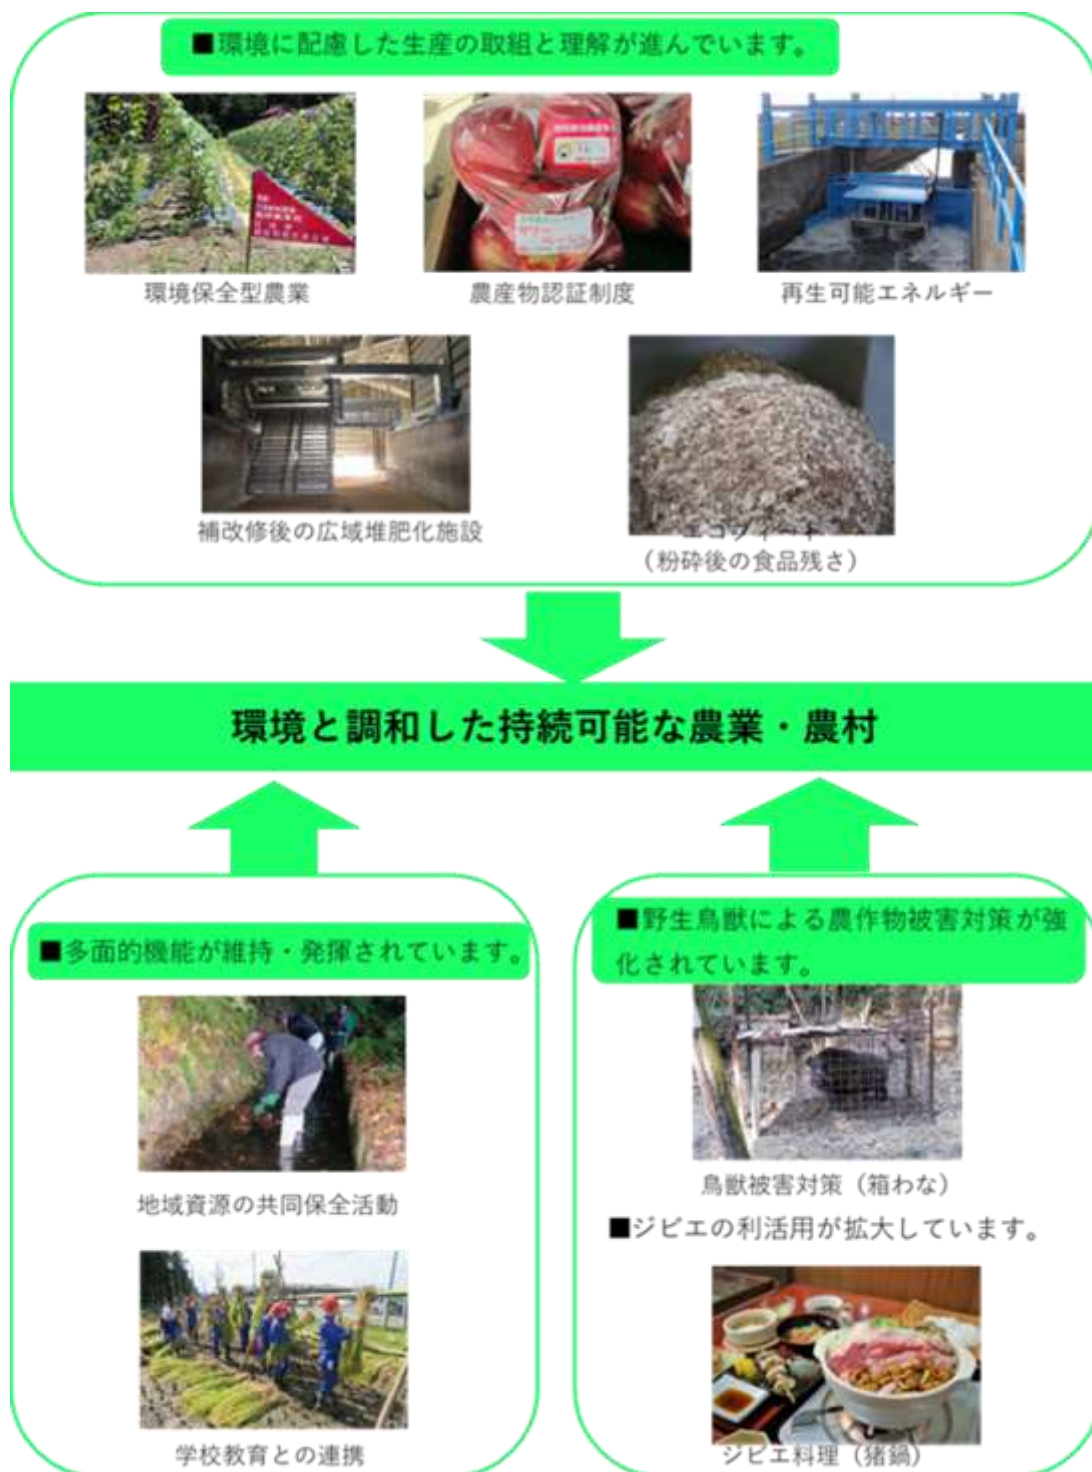 ■環境に配慮した生産の取組と理解が進んでいます。
環境保全型農業
農産物認証制度
再生可能エネルギー
補改修後の広域堆肥化施設
（粉砕後の食品残さ）
環境と調和した持続可能な農業・農村
■多面的機能が維持・発揮されています。
地域資源の共同保全活動
学校教育との連携
■野生鳥獣による農作物被害対策が強
化されています。
鳥獣被害対策（箱わな）
■ジビエの利活用が拡大しています。
ジビエ料理（猪鍋）